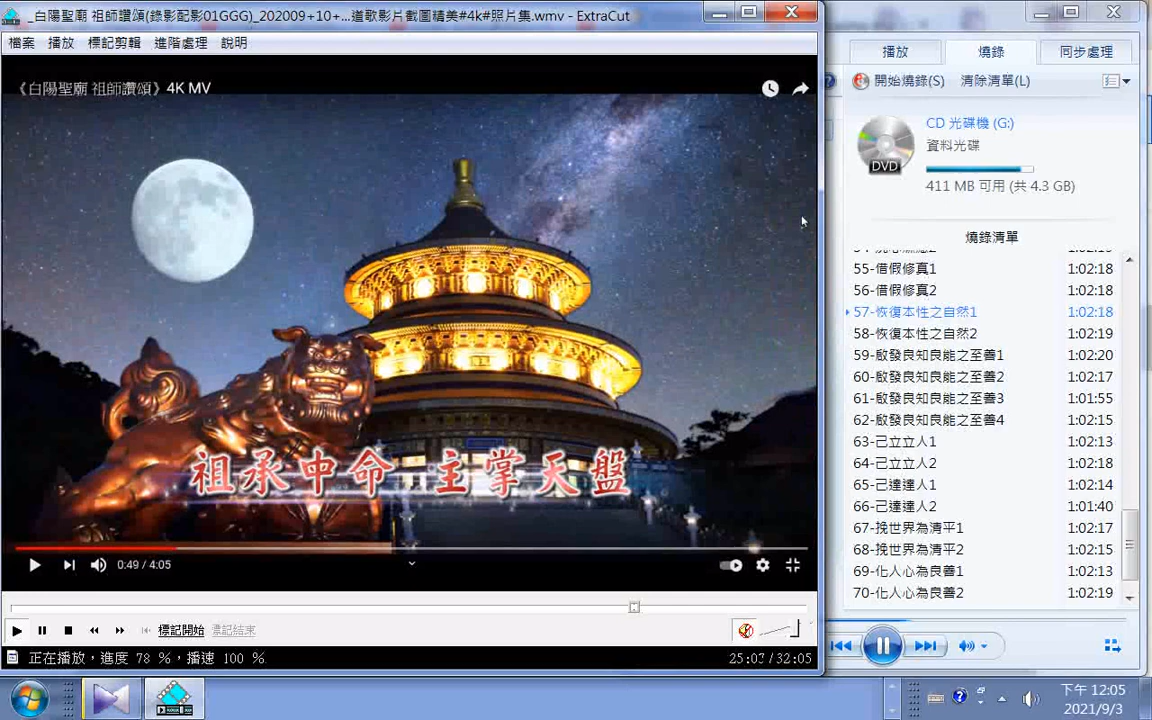 _白陽聖廟 祖師讚頌(錄影配影01GGG)_202009+10+...道歌影片截圖精美#4k#照片集.wmv - ExtraCut
檔案 播放 標記剪輯 進階處理 說明
《白陽聖廟 祖師讚頌》4K MV
祖承中命 主掌天盤
0:49 / 4:05
標記開始 標記結束
正在播放，進度 78 %，播速 100 %
25:07 / 32:05
播放 燒錄 同步處理
開始燒錄(S) 清除清單(L)
CD 光碟機 (G:)
資料光碟
DVD
411 MB 可用 (共 4.3 GB)
燒錄清單
55-借假修真1 1:02:18
56-借假修真2 1:02:18
57-恢復本性之自然1 1:02:18
58-恢復本性之自然2 1:02:19
59-啟發良知良能之至善1 1:02:20
60-啟發良知良能之至善2 1:02:17
61-啟發良知良能之至善3 1:01:55
62-啟發良知良能之至善4 1:02:15
63-己立立人1 1:02:13
64-己立立人2 1:02:18
65-己達達人1 1:02:14
66-己達達人2 1:01:40
67-挽世界為清平1 1:02:17
68-挽世界為清平2 1:02:15
69-化人心為良善1 1:02:13
70-化人心為良善2 1:02:19
下午 12:05
2021/9/3